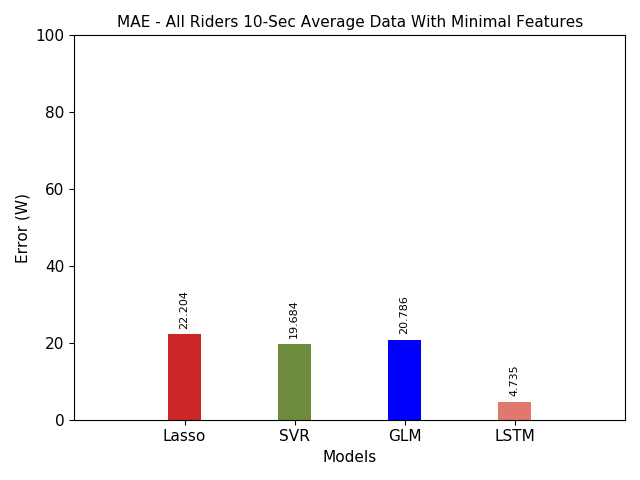 MAE - All Riders 10-Sec Average Data With Minimal Features
100
80
60
40
20
0
Error (W)
22.204
19.684
20.786
4.735
Lasso SVR GLM LSTM
Models